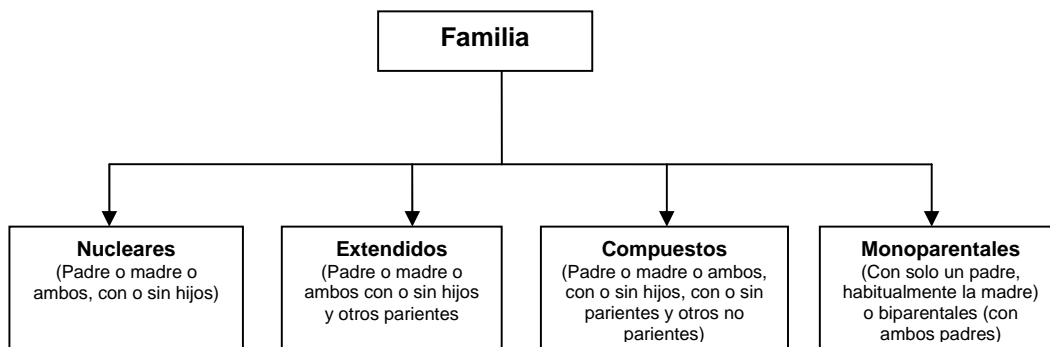 Familia
Nucleares
(Padre o madre o
ambos, con o sin hijos)
Extendidos
(Padre o madre o
ambos con o sin hijos
y otros parientes
Compuestos
(Padre o madre o ambos,
con o sin hijos, con o sin
parientes y otros no
parientes)
Monoparentales
(Con solo un padre,
habitualmente la madre)
o biparentales (con
ambos padres)